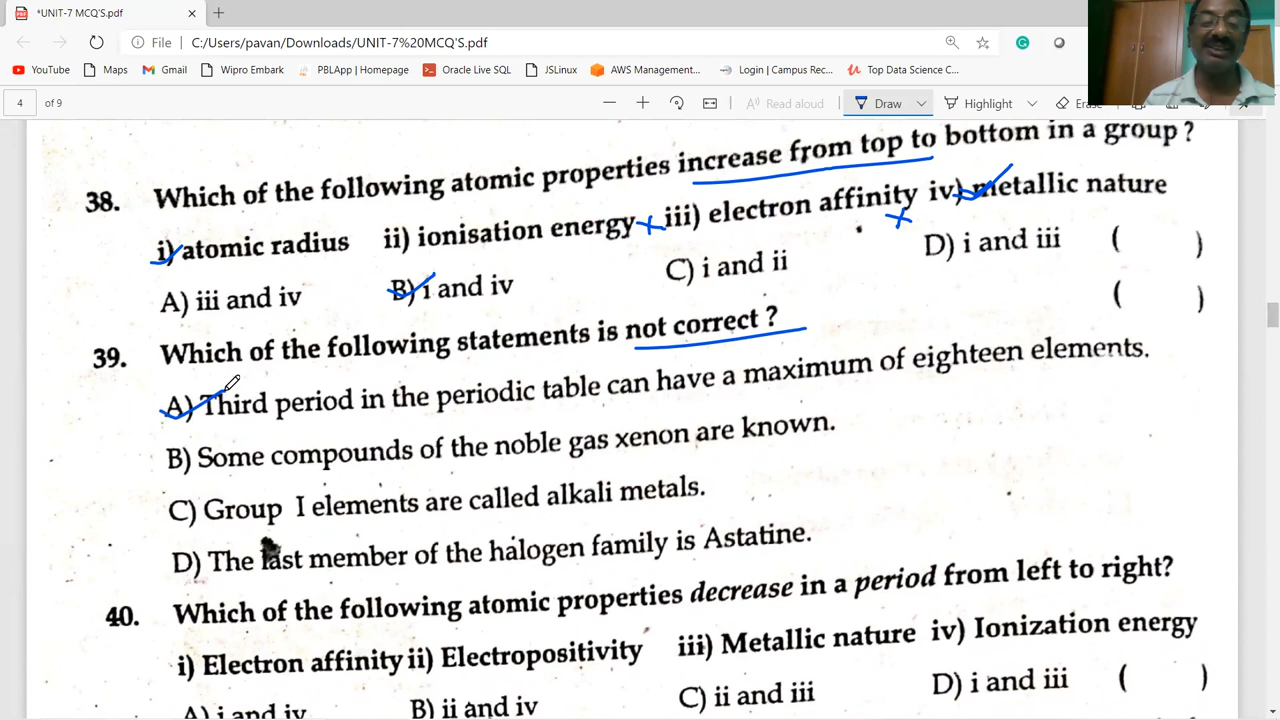 *UNIT-7 MCQ'S.pdf
File C:/Users/pavan/Downloads/UNIT-7%20MCQ'S.pdf
YouTube Maps Gmail Wipro Embark PBLApp | Homepage Oracle Live SQL JSLinux AWS Management... Login | Campus Rec... Top Data Science C...
4 of 9 Read aloud Draw Highlight Erase
38. Which of the following atomic properties increase from top to bottom in a group ?
i) atomic radius ii) ionisation energy iii) electron affinity iv) metallic nature
A) iii and iv B) i and iv C) i and ii D) i and iii ( )
39. Which of the following statements is not correct ? ( )
A) Third period in the periodic table can have a maximum of eighteen elements.
B) Some compounds of the noble gas xenon are known.
C) Group I elements are called alkali metals.
D) The last member of the halogen family is Astatine.
40. Which of the following atomic properties decrease in a period from left to right?
i) Electron affinity ii) Electropositivity iii) Metallic nature iv) Ionization energy
A) i and iv B) ii and iv C) ii and iii D) i and iii ( )